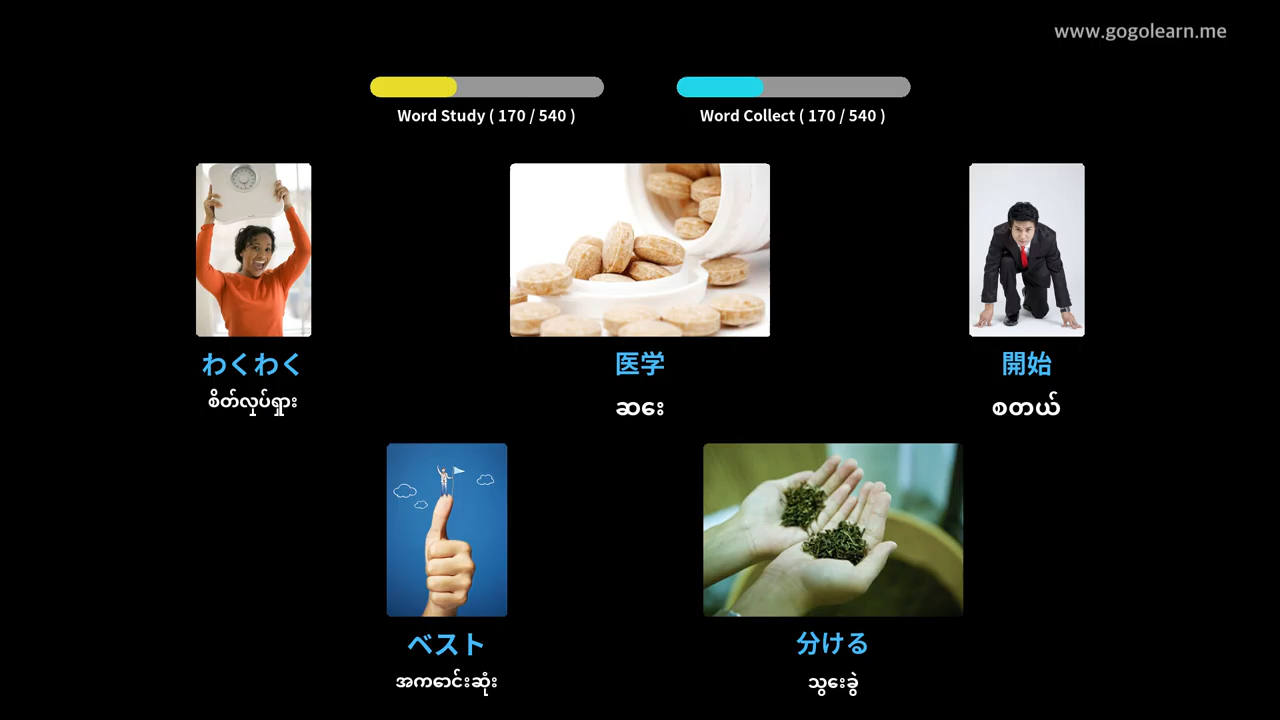 www.gogolearn.me
Word Study ( 170 / 540 )
Word Collect ( 170 / 540 )
わくわく
医学
開始
စိတ်လှုပ်ရှား
ဆေး
စတယ်
ベスト
分ける
အကောင်းဆုံး
သွေးခွဲ